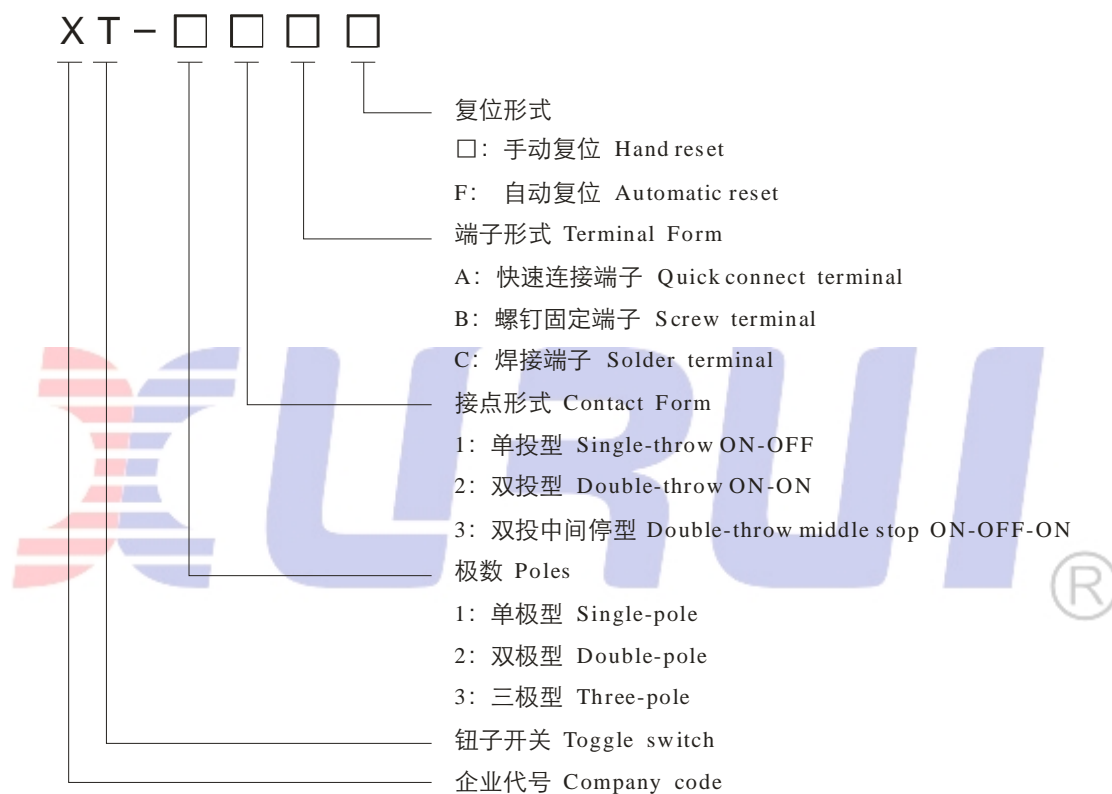 XT-□□□□
复位形式
□：手动复位 Hand reset
F： 自动复位 Automatic reset
端子形式 Terminal Form
A：快速连接端子 Quick connect terminal
B：螺钉固定端子 Screw terminal
C：焊接端子 Solder terminal
接点形式 Contact Form
1：单投型 Single-throw ON-OFF
2：双投型 Double-throw ON-ON
3：双投中间停型 Double-throw middle stop ON-OFF-ON
极数 Poles
1：单极型 Single-pole
2：双极型 Double-pole
3：三极型 Three-pole
钮子开关 Toggle switch
企业代号 Company code
XURUI®